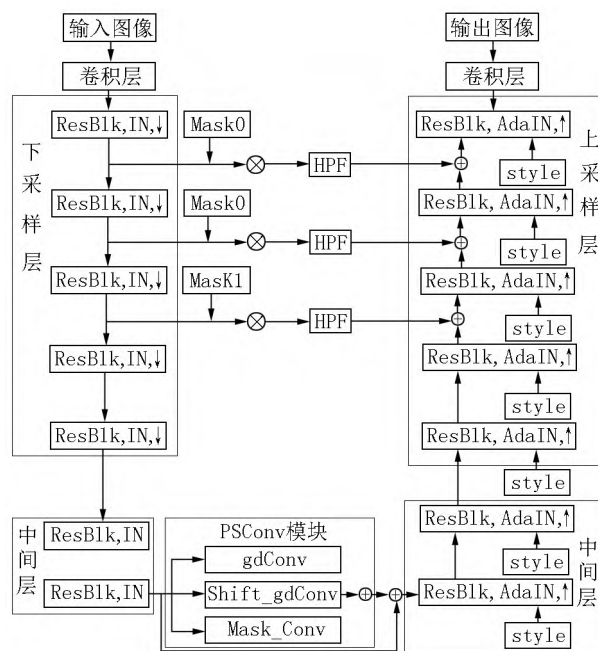 输入图像
卷积层
下采样层
ResBlk,IN,↓
Mask0
HPF
ResBlk,IN,↓
Mask0
HPF
ResBlk,IN,↓
MasK1
HPF
ResBlk,IN,↓
ResBlk,IN,↓
中间层
ResBlk,IN
ResBlk,IN
PSConv模块
gdConv
Shift_gdConv
Mask_Conv
输出图像
卷积层
上采样层
ResBlk, AdaIN,↑
style
ResBlk, AdaIN,↑
style
ResBlk, AdaIN,↑
style
ResBlk, AdaIN,↑
style
ResBlk, AdaIN,↑
style
中间层
ResBlk, AdaIN,↑
style
ResBlk, AdaIN,↑
style